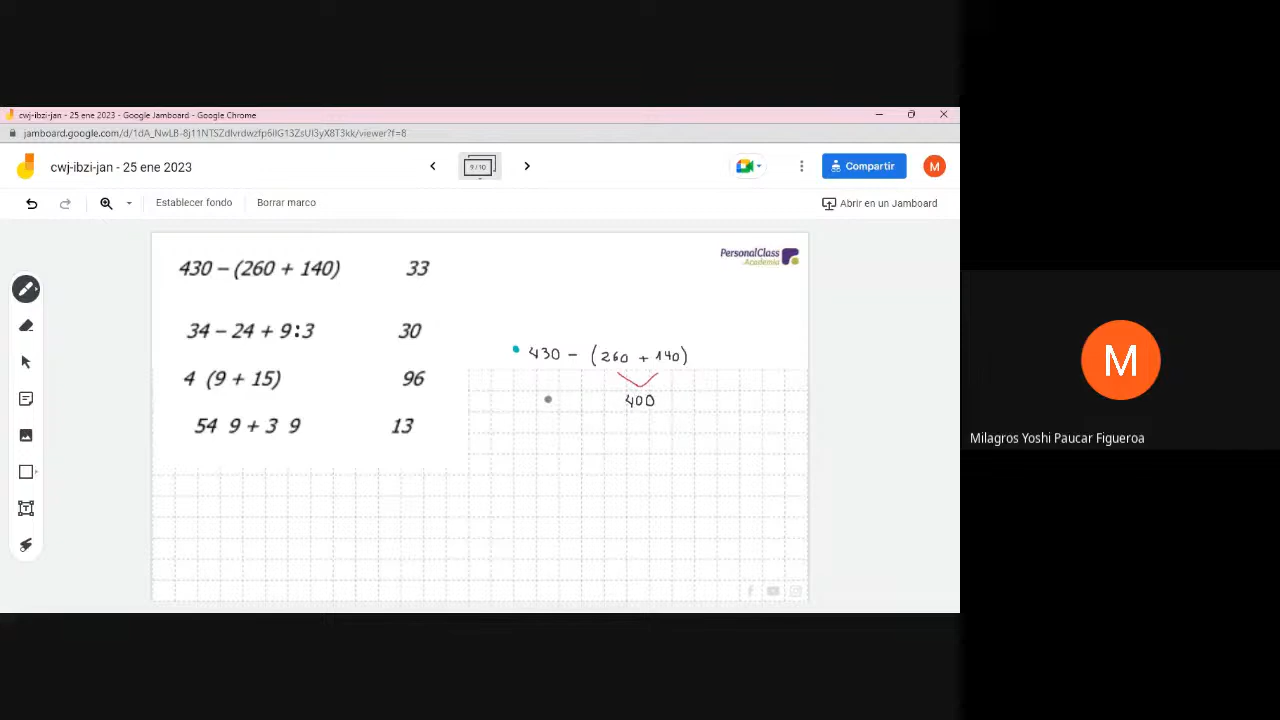 cwj-ibzi-jan - 25 ene 2023 - Google Jamboard - Google Chrome
cwj-ibzi-jan - 25 ene 2023
9 / 10
Compartir
M
Establecer fondo
Borrar marco
Abrir en un Jamboard
PersonalClass
Academia
430 – (260 + 140) 33
34 – 24 + 9:3 30
4 (9 + 15) 96
54 9 + 3 9 13
430 - (260 + 140)
400
M
Milagros Yoshi Paucar Figueroa